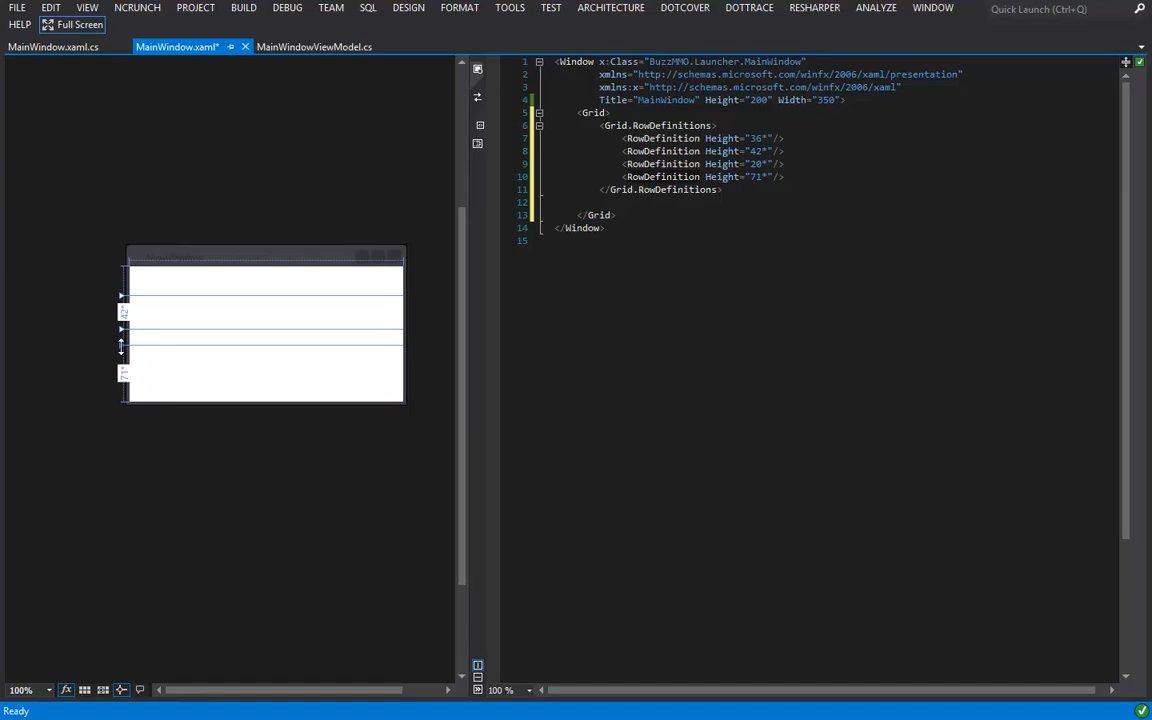 FILE EDIT VIEW NCRUNCH PROJECT BUILD DEBUG TEAM SQL DESIGN FORMAT TOOLS TEST ARCHITECTURE DOTCOVER DOTTRACE RESHARPER ANALYZE WINDOW Quick Launch (Ctrl+Q)
HELP Full Screen
MainWindow.xaml.cs MainWindow.xaml* MainWindowViewModel.cs
1 <Window x:Class="BuzzMMO.Launcher.MainWindow"
2 xmlns="http://schemas.microsoft.com/winfx/2006/xaml/presentation"
3 xmlns:x="http://schemas.microsoft.com/winfx/2006/xaml"
4 Title="MainWindow" Height="200" Width="350">
5 <Grid>
6 <Grid.RowDefinitions>
7 <RowDefinition Height="36*"/>
8 <RowDefinition Height="42*"/>
9 <RowDefinition Height="20*"/>
10 <RowDefinition Height="71*"/>
11 </Grid.RowDefinitions>
12
13 </Grid>
14 </Window>
15
42*
71*
100% fx 100 %
Ready